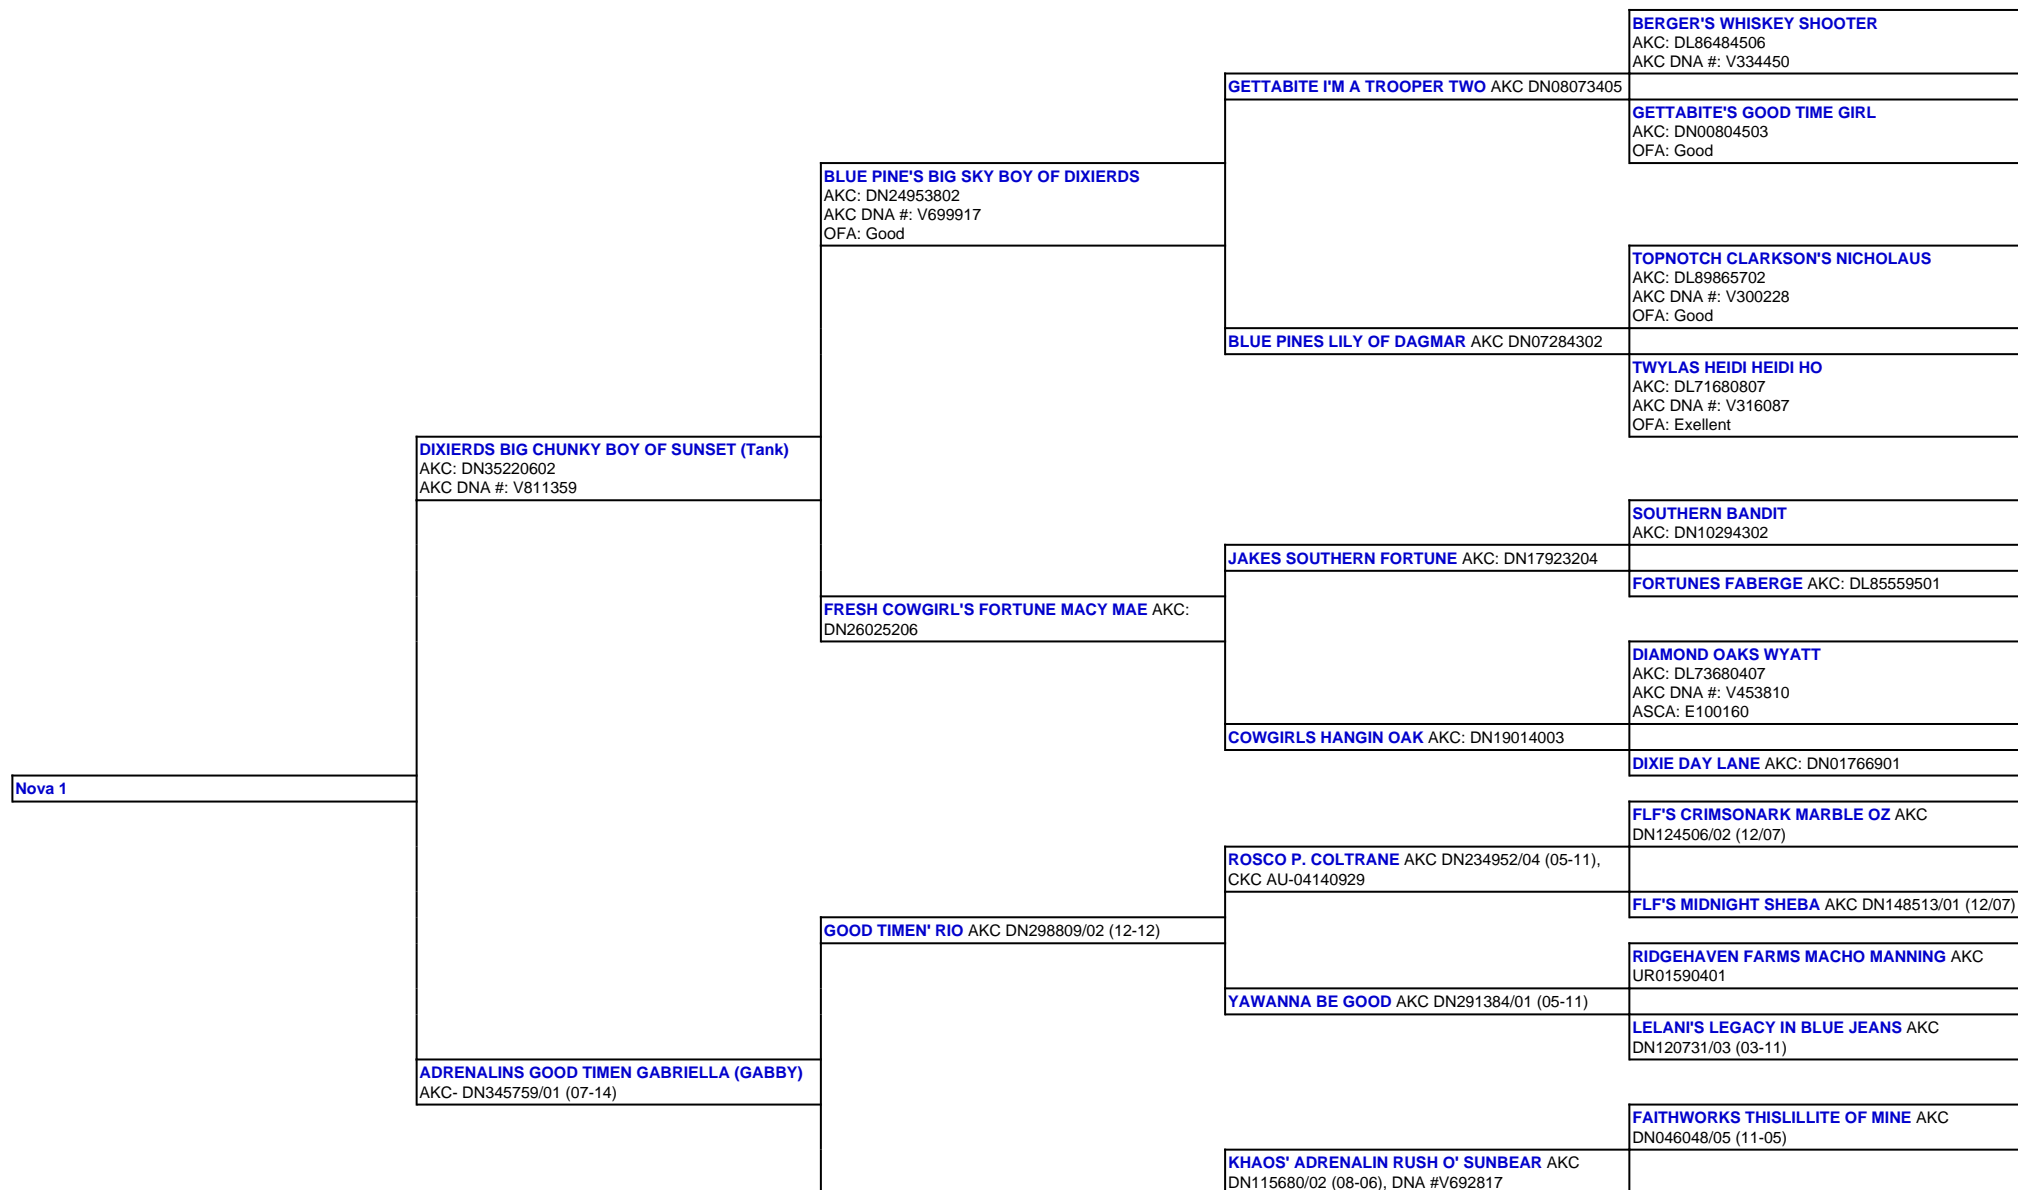 BERGER'S WHISKEY SHOOTER
AKC: DL86484506
AKC DNA #: V334450
GETTABITE I'M A TROOPER TWO AKC DN08073405
GETTABITE'S GOOD TIME GIRL
AKC: DN00804503
OFA: Good
BLUE PINE'S BIG SKY BOY OF DIXIERDS
AKC: DN24953802
AKC DNA #: V699917
OFA: Good
TOPNOTCH CLARKSON'S NICHOLAUS
AKC: DL89865702
AKC DNA #: V300228
OFA: Good
BLUE PINES LILY OF DAGMAR AKC DN07284302
TWYLAS HEIDI HEIDI HO
AKC: DL71680807
AKC DNA #: V316087
OFA: Exellent
DIXIERDS BIG CHUNKY BOY OF SUNSET (Tank)
AKC: DN35220602
AKC DNA #: V811359
SOUTHERN BANDIT
AKC: DN10294302
JAKES SOUTHERN FORTUNE AKC: DN17923204
FORTUNES FABERGE AKC: DL85559501
FRESH COWGIRL'S FORTUNE MACY MAE AKC:
DN26025206
DIAMOND OAKS WYATT
AKC: DL73680407
AKC DNA #: V453810
ASCA: E100160
COWGIRLS HANGIN OAK AKC: DN19014003
DIXIE DAY LANE AKC: DN01766901
Nova 1
FLF'S CRIMSONARK MARBLE OZ AKC
DN124506/02 (12/07)
ROSCO P. COLTRANE AKC DN234952/04 (05-11),
CKC AU-04140929
FLF'S MIDNIGHT SHEBA AKC DN148513/01 (12/07)
GOOD TIMEN' RIO AKC DN298809/02 (12-12)
RIDGEHAVEN FARMS MACHO MANNING AKC
UR01590401
YAWANNA BE GOOD AKC DN291384/01 (05-11)
LELANI'S LEGACY IN BLUE JEANS AKC
DN120731/03 (03-11)
ADRENALINS GOOD TIMEN GABRIELLA (GABBY)
AKC- DN345759/01 (07-14)
FAITHWORKS THISLILLITE OF MINE AKC
DN046048/05 (11-05)
KHAOS' ADRENALIN RUSH O' SUNBEAR AKC
DN115680/02 (08-06), DNA #V692817